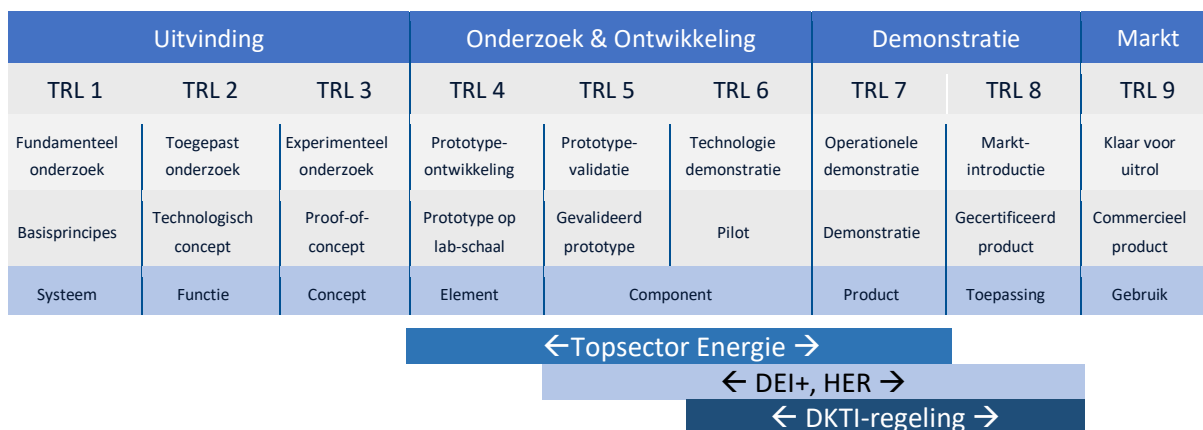 Uitvinding Onderzoek & Ontwikkeling Demonstratie Markt
TRL 1 TRL 2 TRL 3 TRL 4 TRL 5 TRL 6 TRL 7 TRL 8 TRL 9
Fundamenteel Toegepast Experimenteel Prototype- Prototype- Technologie Operationele Markt- Klaar voor
onderzoek onderzoek onderzoek ontwikkeling validatie demonstratie demonstratie introductie uitrol
Basisprincipes Technologisch Proof-of- Prototype op Gevalideerd Pilot Demonstratie Gecertificeerd Commercieel
concept concept lab-schaal prototype product product
Systeem Functie Concept Element Component Product Toepassing Gebruik
←Topsector Energie →
← DEI+, HER →
← DKTI-regeling →